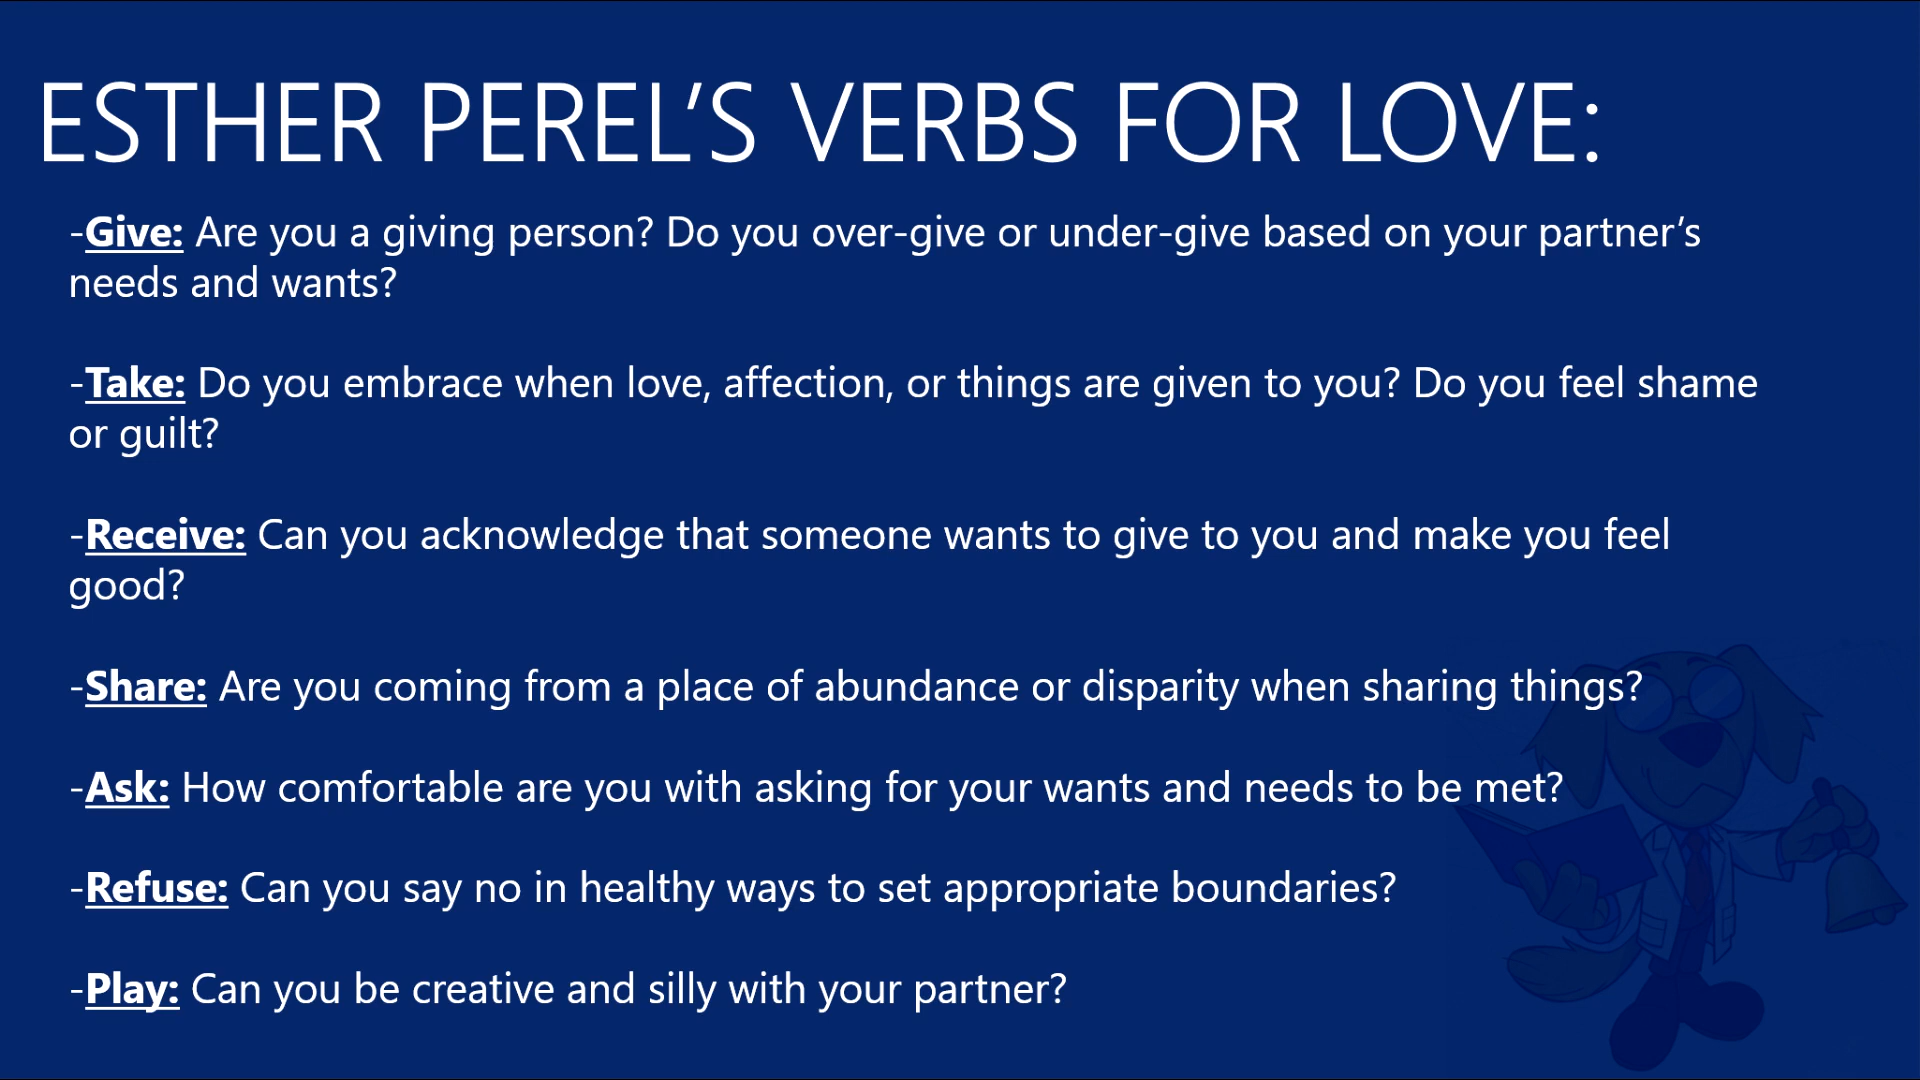 ESTHER PEREL’S VERBS FOR LOVE:
-Give: Are you a giving person? Do you over-give or under-give based on your partner’s
needs and wants?
-Take: Do you embrace when love, affection, or things are given to you? Do you feel shame
or guilt?
-Receive: Can you acknowledge that someone wants to give to you and make you feel
good?
-Share: Are you coming from a place of abundance or disparity when sharing things?
-Ask: How comfortable are you with asking for your wants and needs to be met?
-Refuse: Can you say no in healthy ways to set appropriate boundaries?
-Play: Can you be creative and silly with your partner?